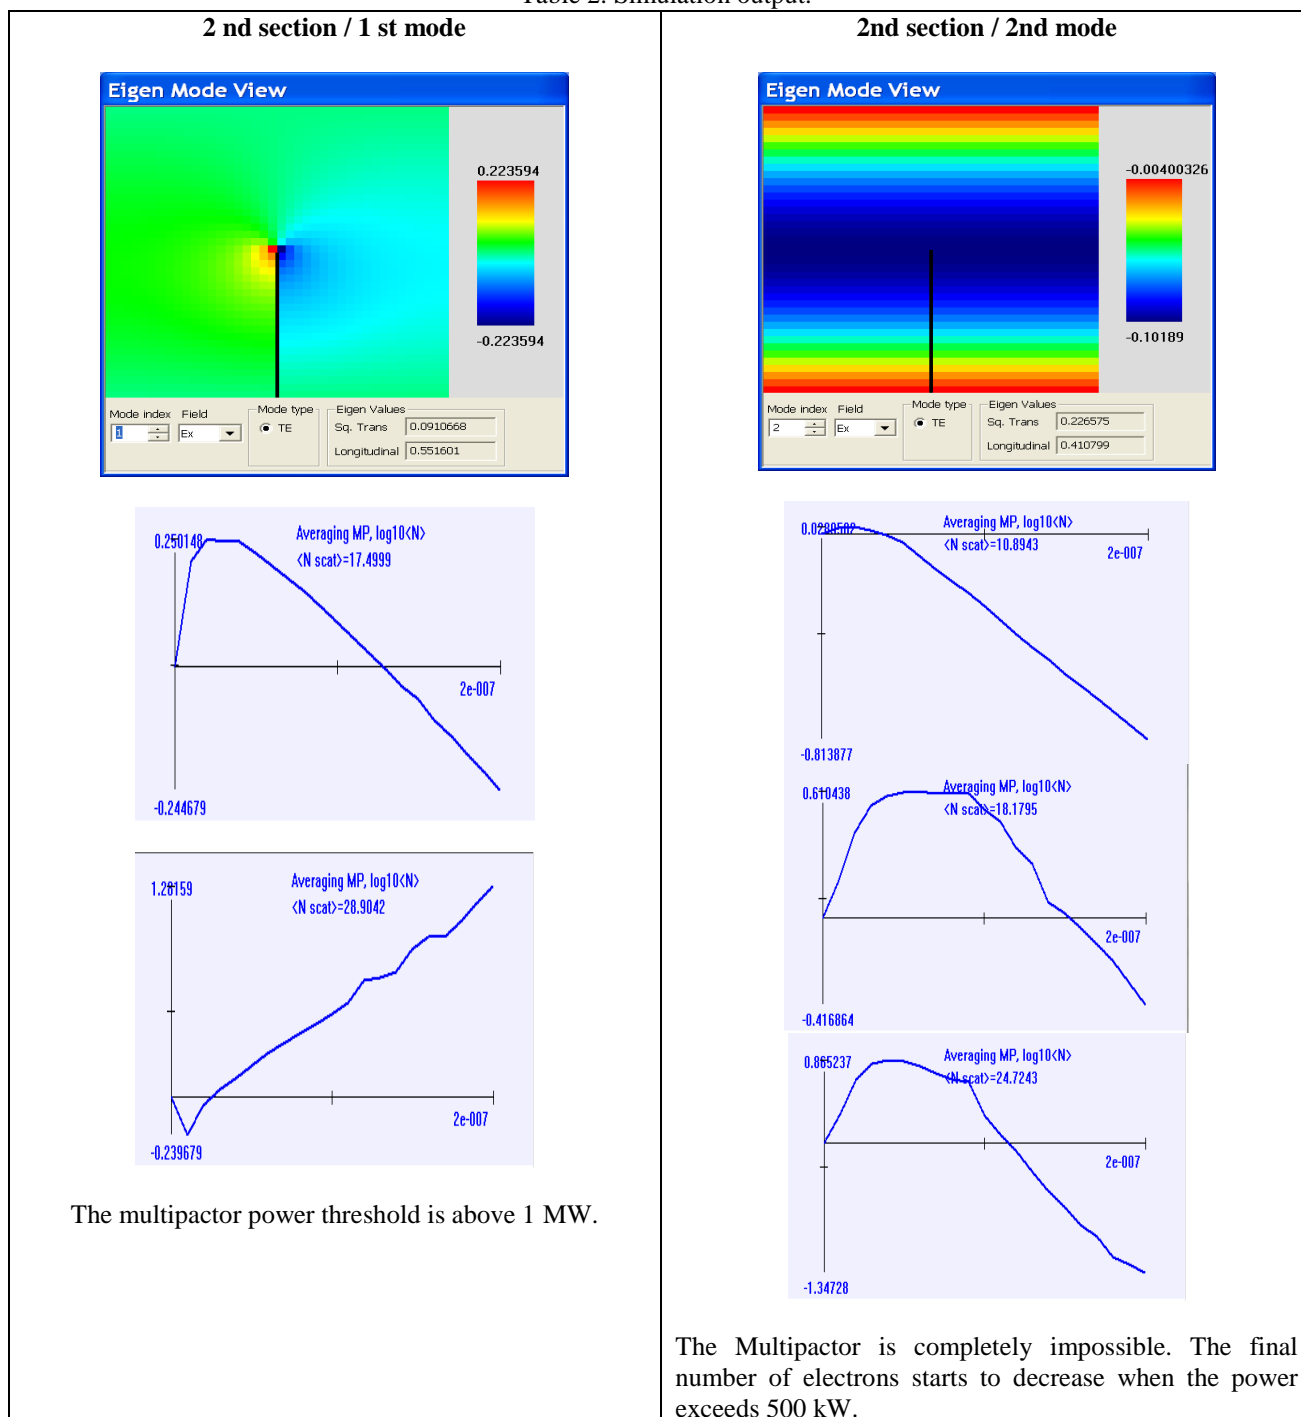 Table 2. Simulation output.
2 nd section / 1 st mode
Eigen Mode View
0.223594
-0.223594
Mode index Field Mode type Eigen Values
1 Ex TE Sq. Trans 0.0910668
Longitudinal 0.551601
0.250148
Averaging MP, log10<N>
<N scat>=17.4999
2e-007
-0.244679
1.28159
Averaging MP, log10<N>
<N scat>=28.9042
2e-007
-0.239679
The multipactor power threshold is above 1 MW.
2nd section / 2nd mode
Eigen Mode View
-0.00400326
-0.10189
Mode index Field Mode type Eigen Values
2 Ex TE Sq. Trans 0.226575
Longitudinal 0.410799
Averaging MP, log10<N>
<N scat>=10.8943
2e-007
-0.813877
0.610438
Averaging MP, log10<N>
<N scat>=18.1795
2e-007
-0.416864
0.865237
Averaging MP, log10<N>
<N scat>=24.7243
2e-007
-1.34728
The Multipactor is completely impossible. The final
number of electrons starts to decrease when the power
exceeds 500 kW.